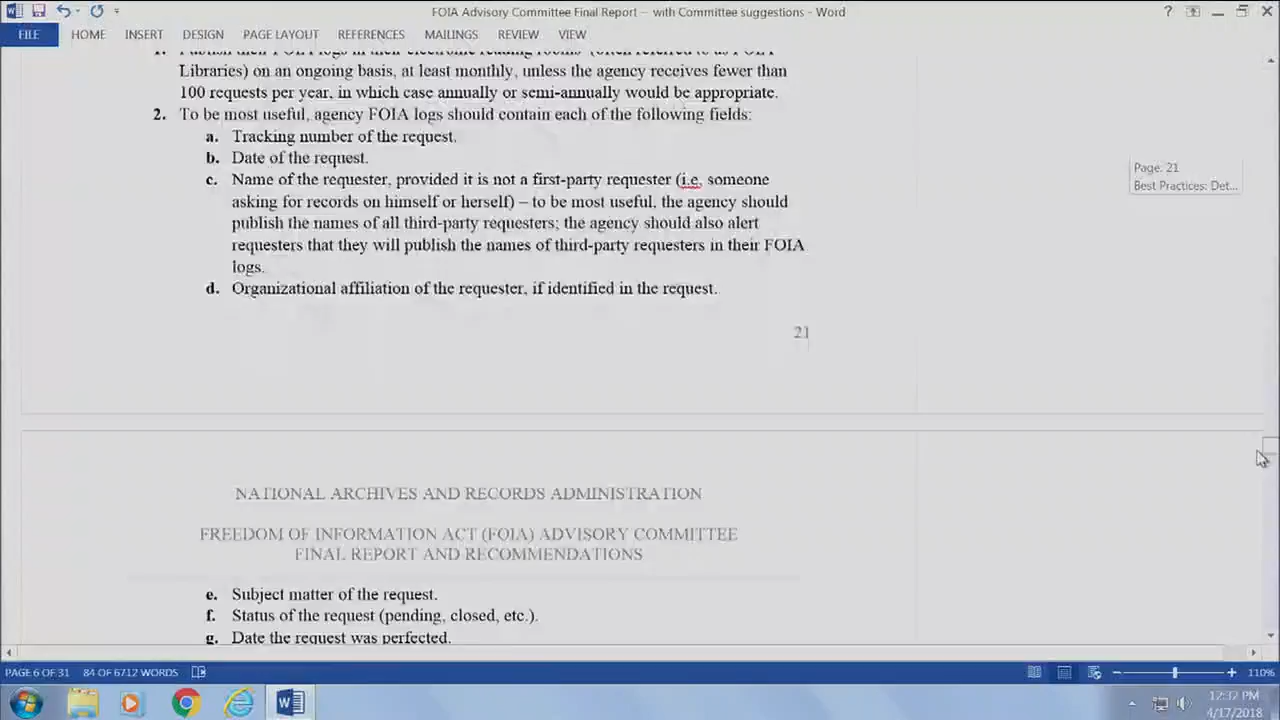 FOIA Advisory Committee Final Report -- with Committee suggestions - Word
?
FILE HOME INSERT DESIGN PAGE LAYOUT REFERENCES MAILINGS REVIEW VIEW
Libraries) on an ongoing basis, at least monthly, unless the agency receives fewer than
100 requests per year, in which case annually or semi-annually would be appropriate.
2. To be most useful, agency FOIA logs should contain each of the following fields:
a. Tracking number of the request.
b. Date of the request.
c. Name of the requester, provided it is not a first-party requester (i.e. someone
asking for records on himself or herself) – to be most useful, the agency should
publish the names of all third-party requesters; the agency should also alert
requesters that they will publish the names of third-party requesters in their FOIA
logs.
d. Organizational affiliation of the requester, if identified in the request.
Page: 21
Best Practices: Det...
21
NATIONAL ARCHIVES AND RECORDS ADMINISTRATION
FREEDOM OF INFORMATION ACT (FOIA) ADVISORY COMMITTEE
FINAL REPORT AND RECOMMENDATIONS
e. Subject matter of the request.
f. Status of the request (pending, closed, etc.).
g. Date the request was perfected.
PAGE 6 OF 31 84 OF 6712 WORDS 110%
12:32 PM
4/17/2018